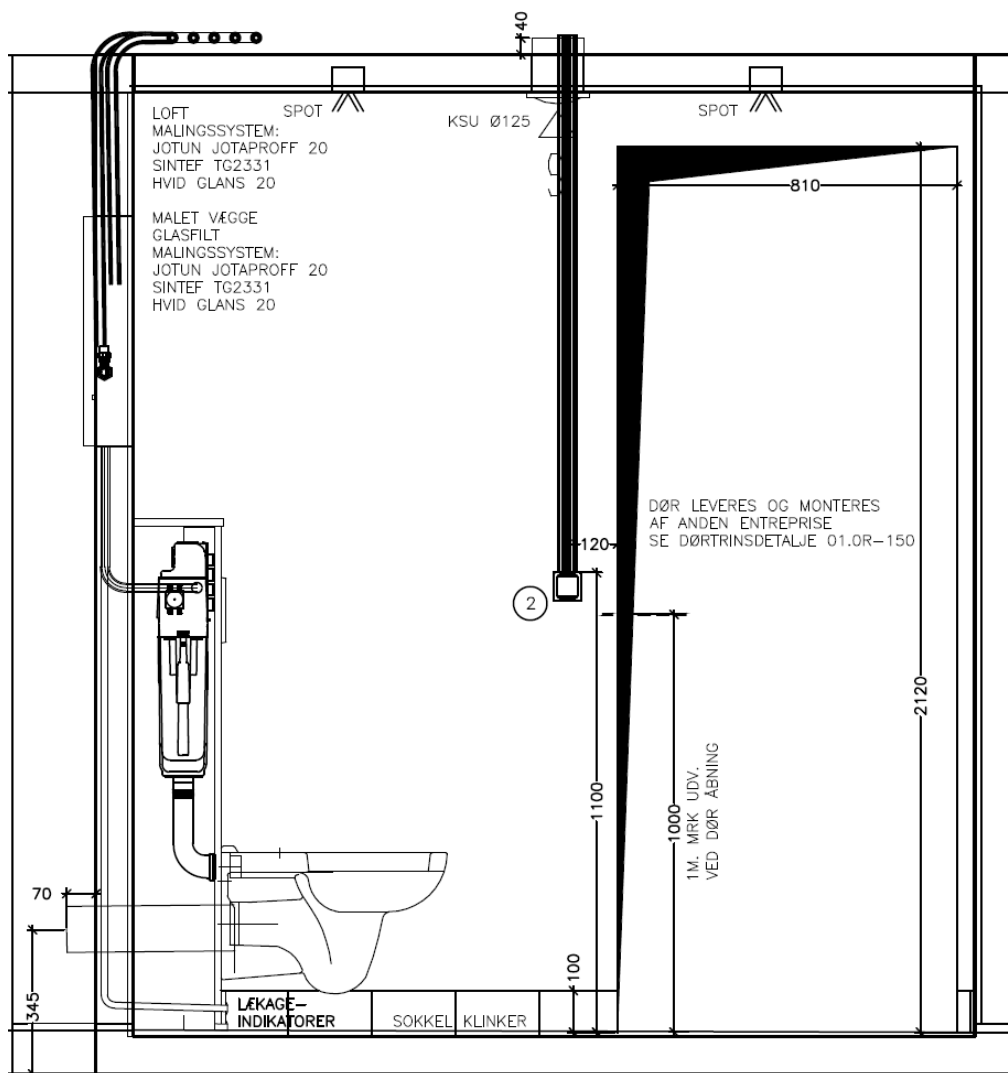 40
LOFT
MALINGSSYSTEM:
JOTUN JOTAPROFF 20
SINTEF TG2331
HVID GLANS 20
SPOT
KSU Ø125
SPOT
810
MALET VÆGGE
GLASFILT
MALINGSSYSTEM:
JOTUN JOTAPROFF 20
SINTEF TG2331
HVID GLANS 20
DØR LEVERES OG MONTERES
AF ANDEN ENTREPRISE
SE DØRTRINSDETALJE 01.0R-150
120
2
2120
1100
1000
1M. MRK UDV.
VED DØR ÅBNING
70
345
100
LÆKAGE-
INDIKATORER
SOKKEL KLINKER